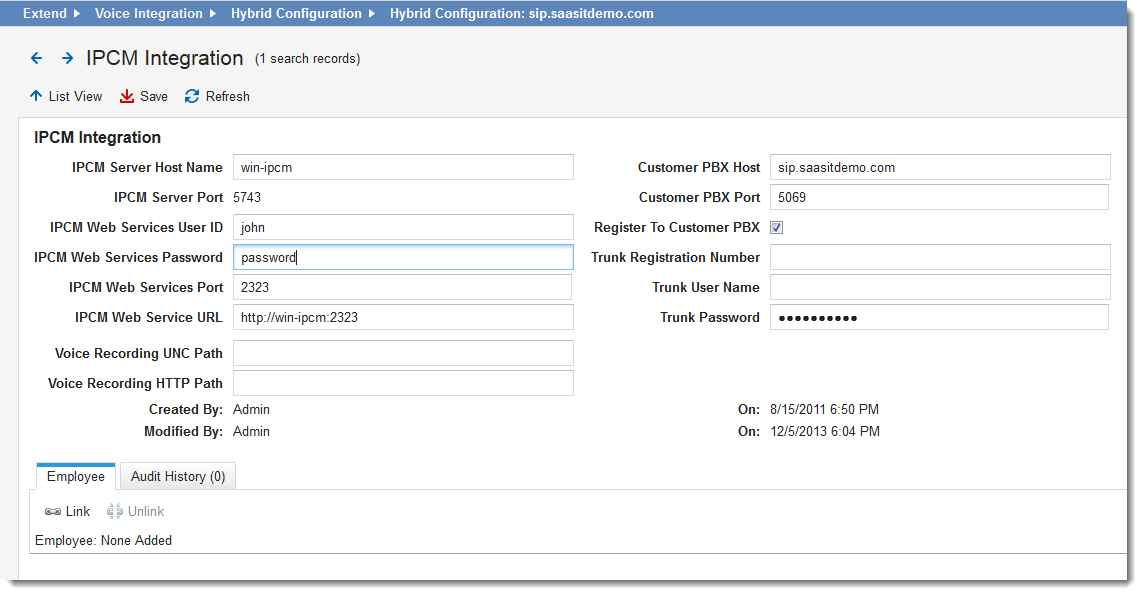 Extend Voice Integration Hybrid Configuration Hybrid Configuration: sip.saasitdemo.com
IPCM Integration (1 search records)
List View Save Refresh
IPCM Integration
IPCM Server Host Name win-ipcm Customer PBX Host sip.saasitdemo.com
IPCM Server Port 5743 Customer PBX Port 5069
IPCM Web Services User ID john Register To Customer PBX
IPCM Web Services Password password Trunk Registration Number
IPCM Web Services Port 2323 Trunk User Name
IPCM Web Service URL http://win-ipcm:2323 Trunk Password ●●●●●●●●●●
Voice Recording UNC Path
Voice Recording HTTP Path
Created By: Admin On: 8/15/2011 6:50 PM
Modified By: Admin On: 12/5/2013 6:04 PM
Employee Audit History (0)
Link Unlink
Employee: None Added